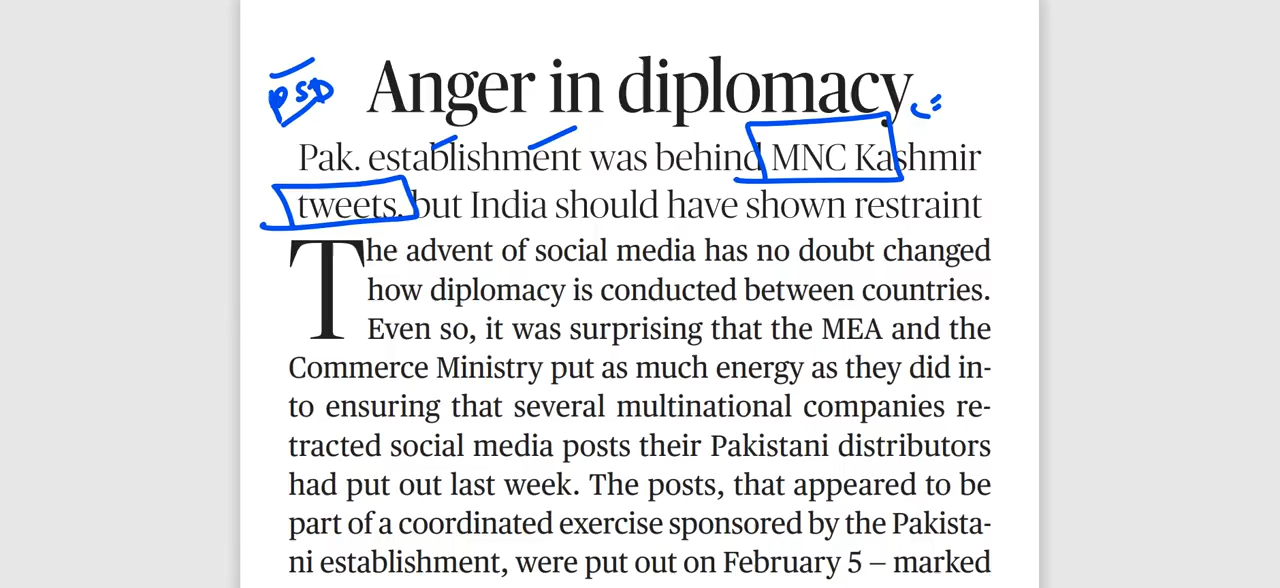 PSD
Anger in diplomacy
Pak. establishment was behind MNC Kashmir
tweets, but India should have shown restraint
The advent of social media has no doubt changed
how diplomacy is conducted between countries.
Even so, it was surprising that the MEA and the
Commerce Ministry put as much energy as they did in-
to ensuring that several multinational companies re-
tracted social media posts their Pakistani distributors
had put out last week. The posts, that appeared to be
part of a coordinated exercise sponsored by the Pakista-
ni establishment, were put out on February 5 – marked